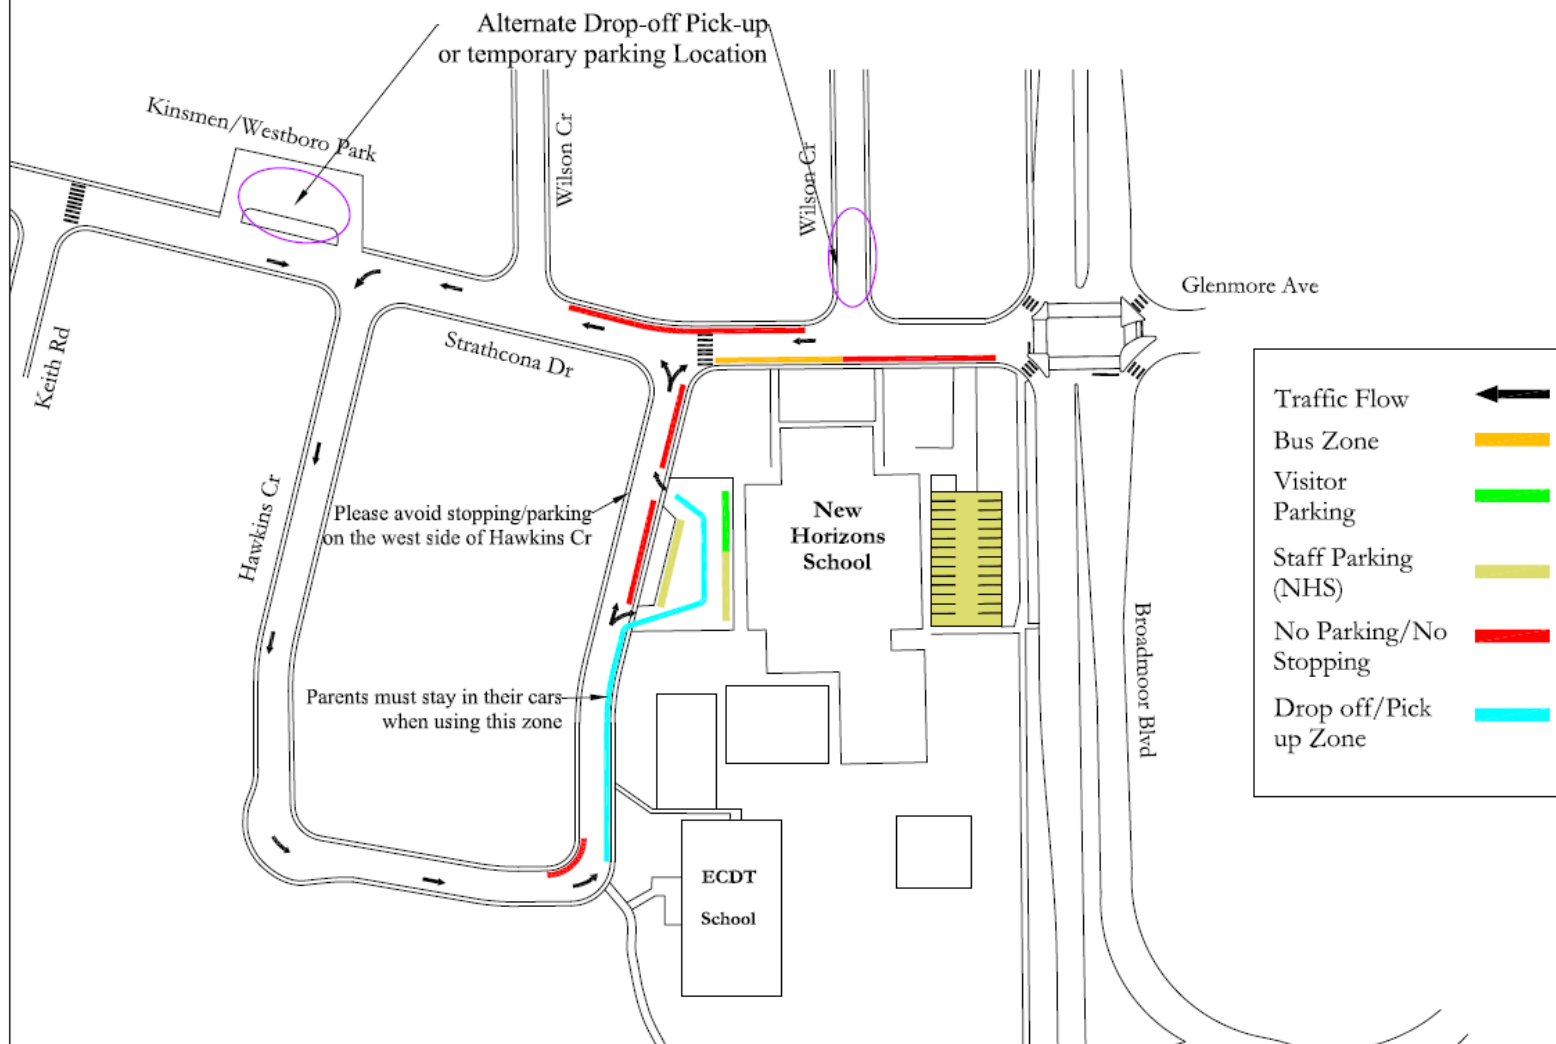 Alternate Drop-off Pick-up
or temporary parking Location
Kinsmen/Westboro Park
Wilson Cr
Wilson Cr
Glenmore Ave
Keith Rd
Strathcona Dr
Hawkins Cr
Please avoid stopping/parking
on the west side of Hawkins Cr
New
Horizons
School
Parents must stay in their cars
when using this zone
Broadmoor Blvd
ECDT
School
Traffic Flow
Bus Zone
Visitor
Parking
Staff Parking
(NHS)
No Parking/No
Stopping
Drop off/Pick
up Zone